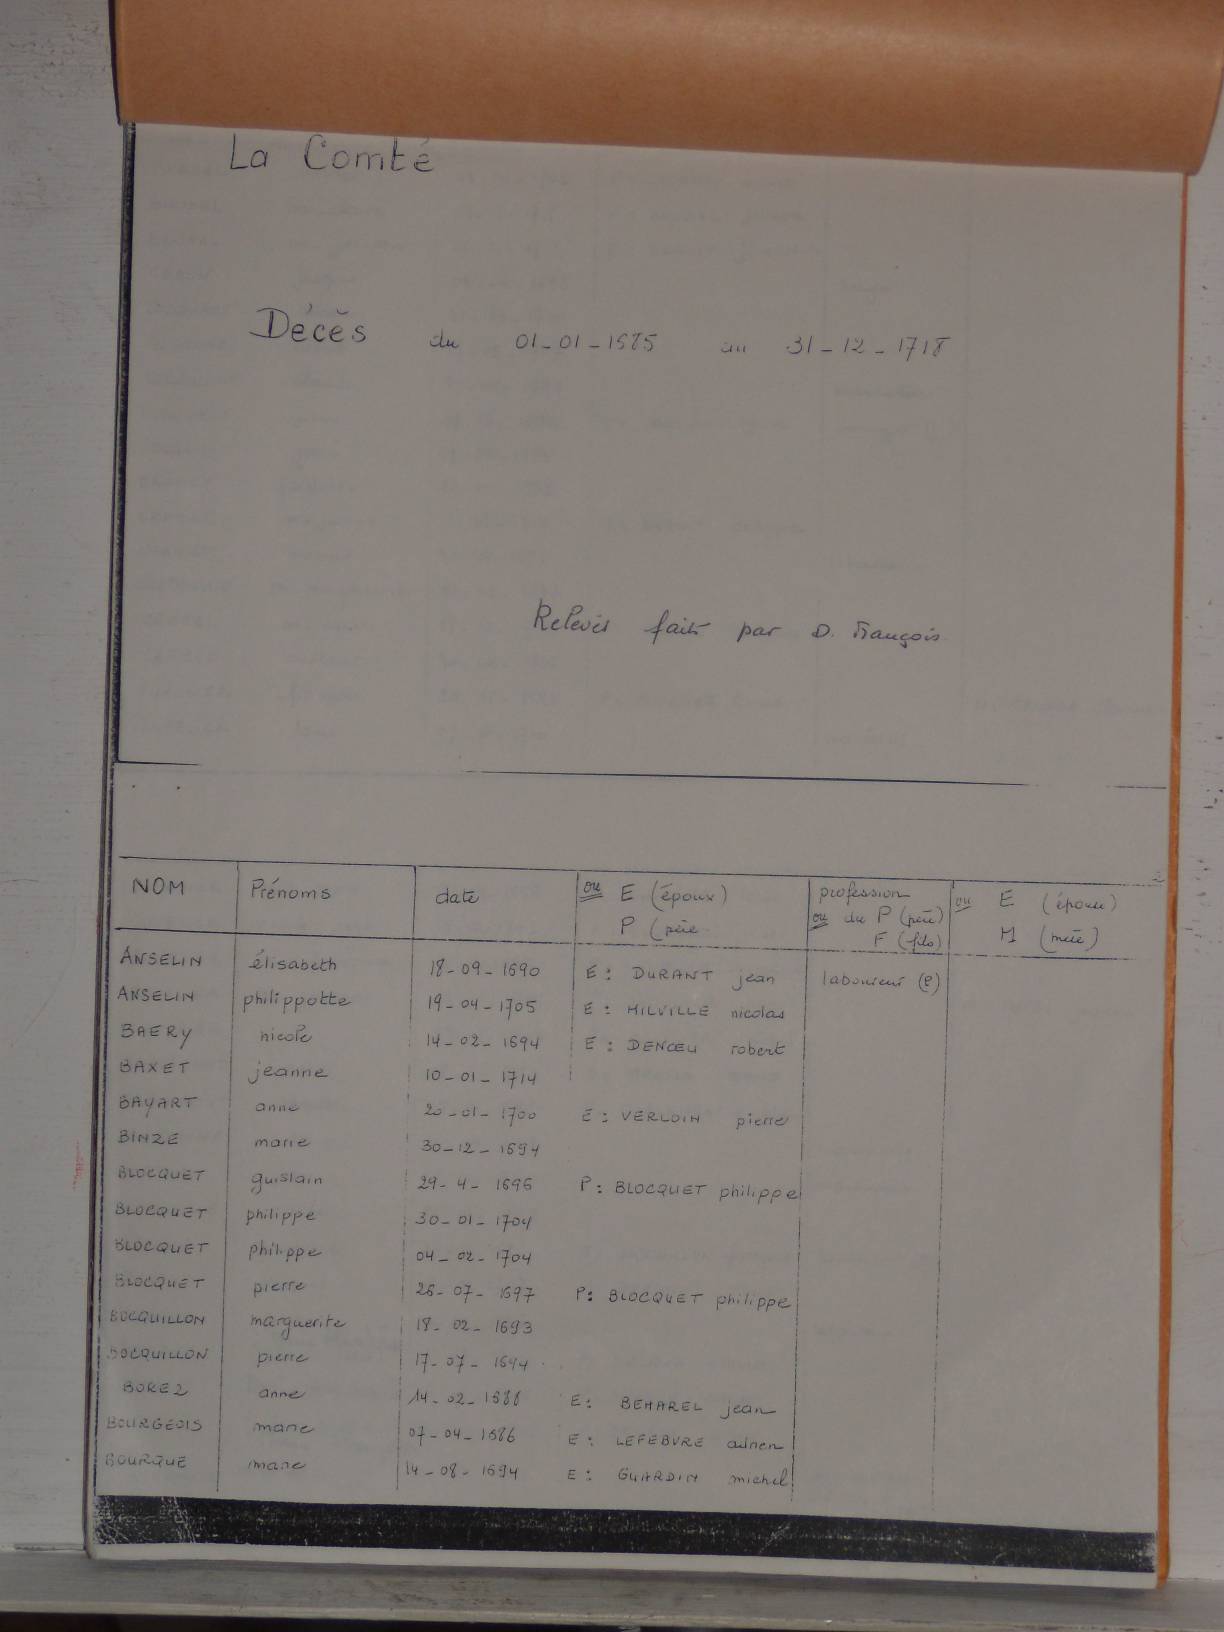 La Comté
Décès du 01-01-1685 au 31-12-1718
Relevés faits par D. François
NOM Prénoms date ou E (époux) profession ou E (épouse)
P (père ou du P (père) M (mère)
F (fils)
ANSELIN élisabeth 18-09-1690 E: DURANT jean laboureur (e)
ANSELIN philippotte 19-04-1705 E: MILVILLE nicolas
BAERY nicole 14-02-1694 E: DENOEU robert
BAXET jeanne 10-01-1714
BAYART anne 20-01-1700 E: VERLOIN pierre
BINZE marie 30-12-1694
BLOCQUET guislain 29-4-1696 P: BLOCQUET philippe
BLOCQUET philippe 30-01-1704
BLOCQUET philippe 04-02-1704
BLOCQUET pierre 26-07-1697 P: BLOCQUET philippe
BOCQUILLON marguerite 18-02-1693
BOCQUILLON pierre 17-07-1694
BOREZ anne 14-02-1688 E: BEHAREL jean
BOURGEOIS marie 07-04-1686 E: LEFEBVRE adrien
BOURQUE marie 14-08-1694 E: GUARDIN michel